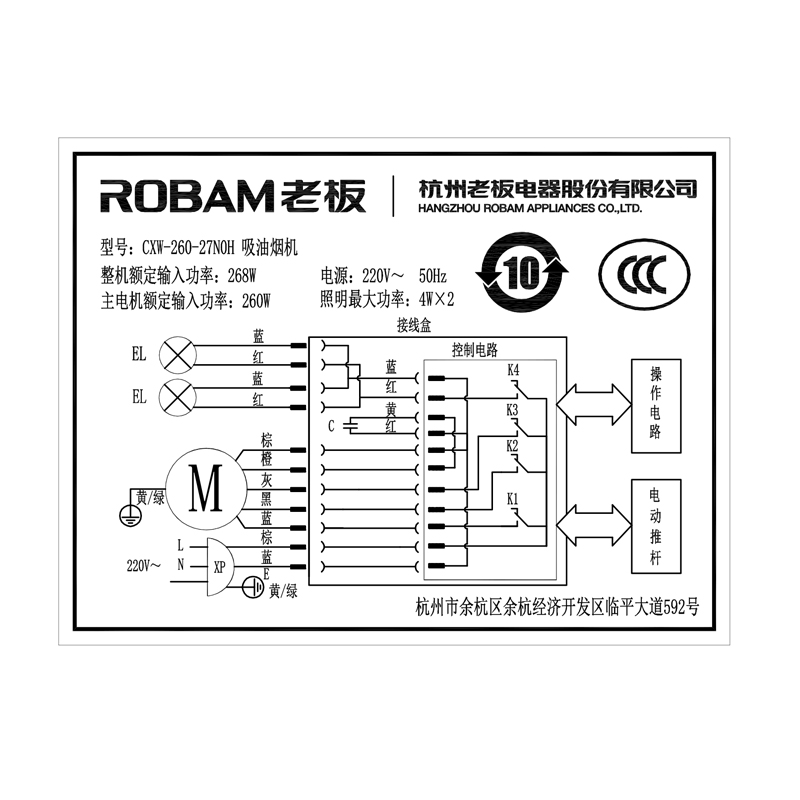 ROBAM老板 | 杭州老板电器股份有限公司
HANGZHOU ROBAM APPLIANCES CO.,LTD.
型号：CXW-260-27N0H 吸油烟机
整机额定输入功率：268W 电源：220V～ 50Hz
主电机额定输入功率：260W 照明最大功率：4W×2
10
CCC
接线盒
控制电路
EL
蓝
红
EL
蓝
红
蓝
红
黄
红
C
K4
K3
K2
K1
操作电路
M
棕
橙
灰
黑
蓝
黄/绿
电动推杆
220V～
L
N
XP
棕
蓝
E
黄/绿
杭州市余杭区余杭经济开发区临平大道592号